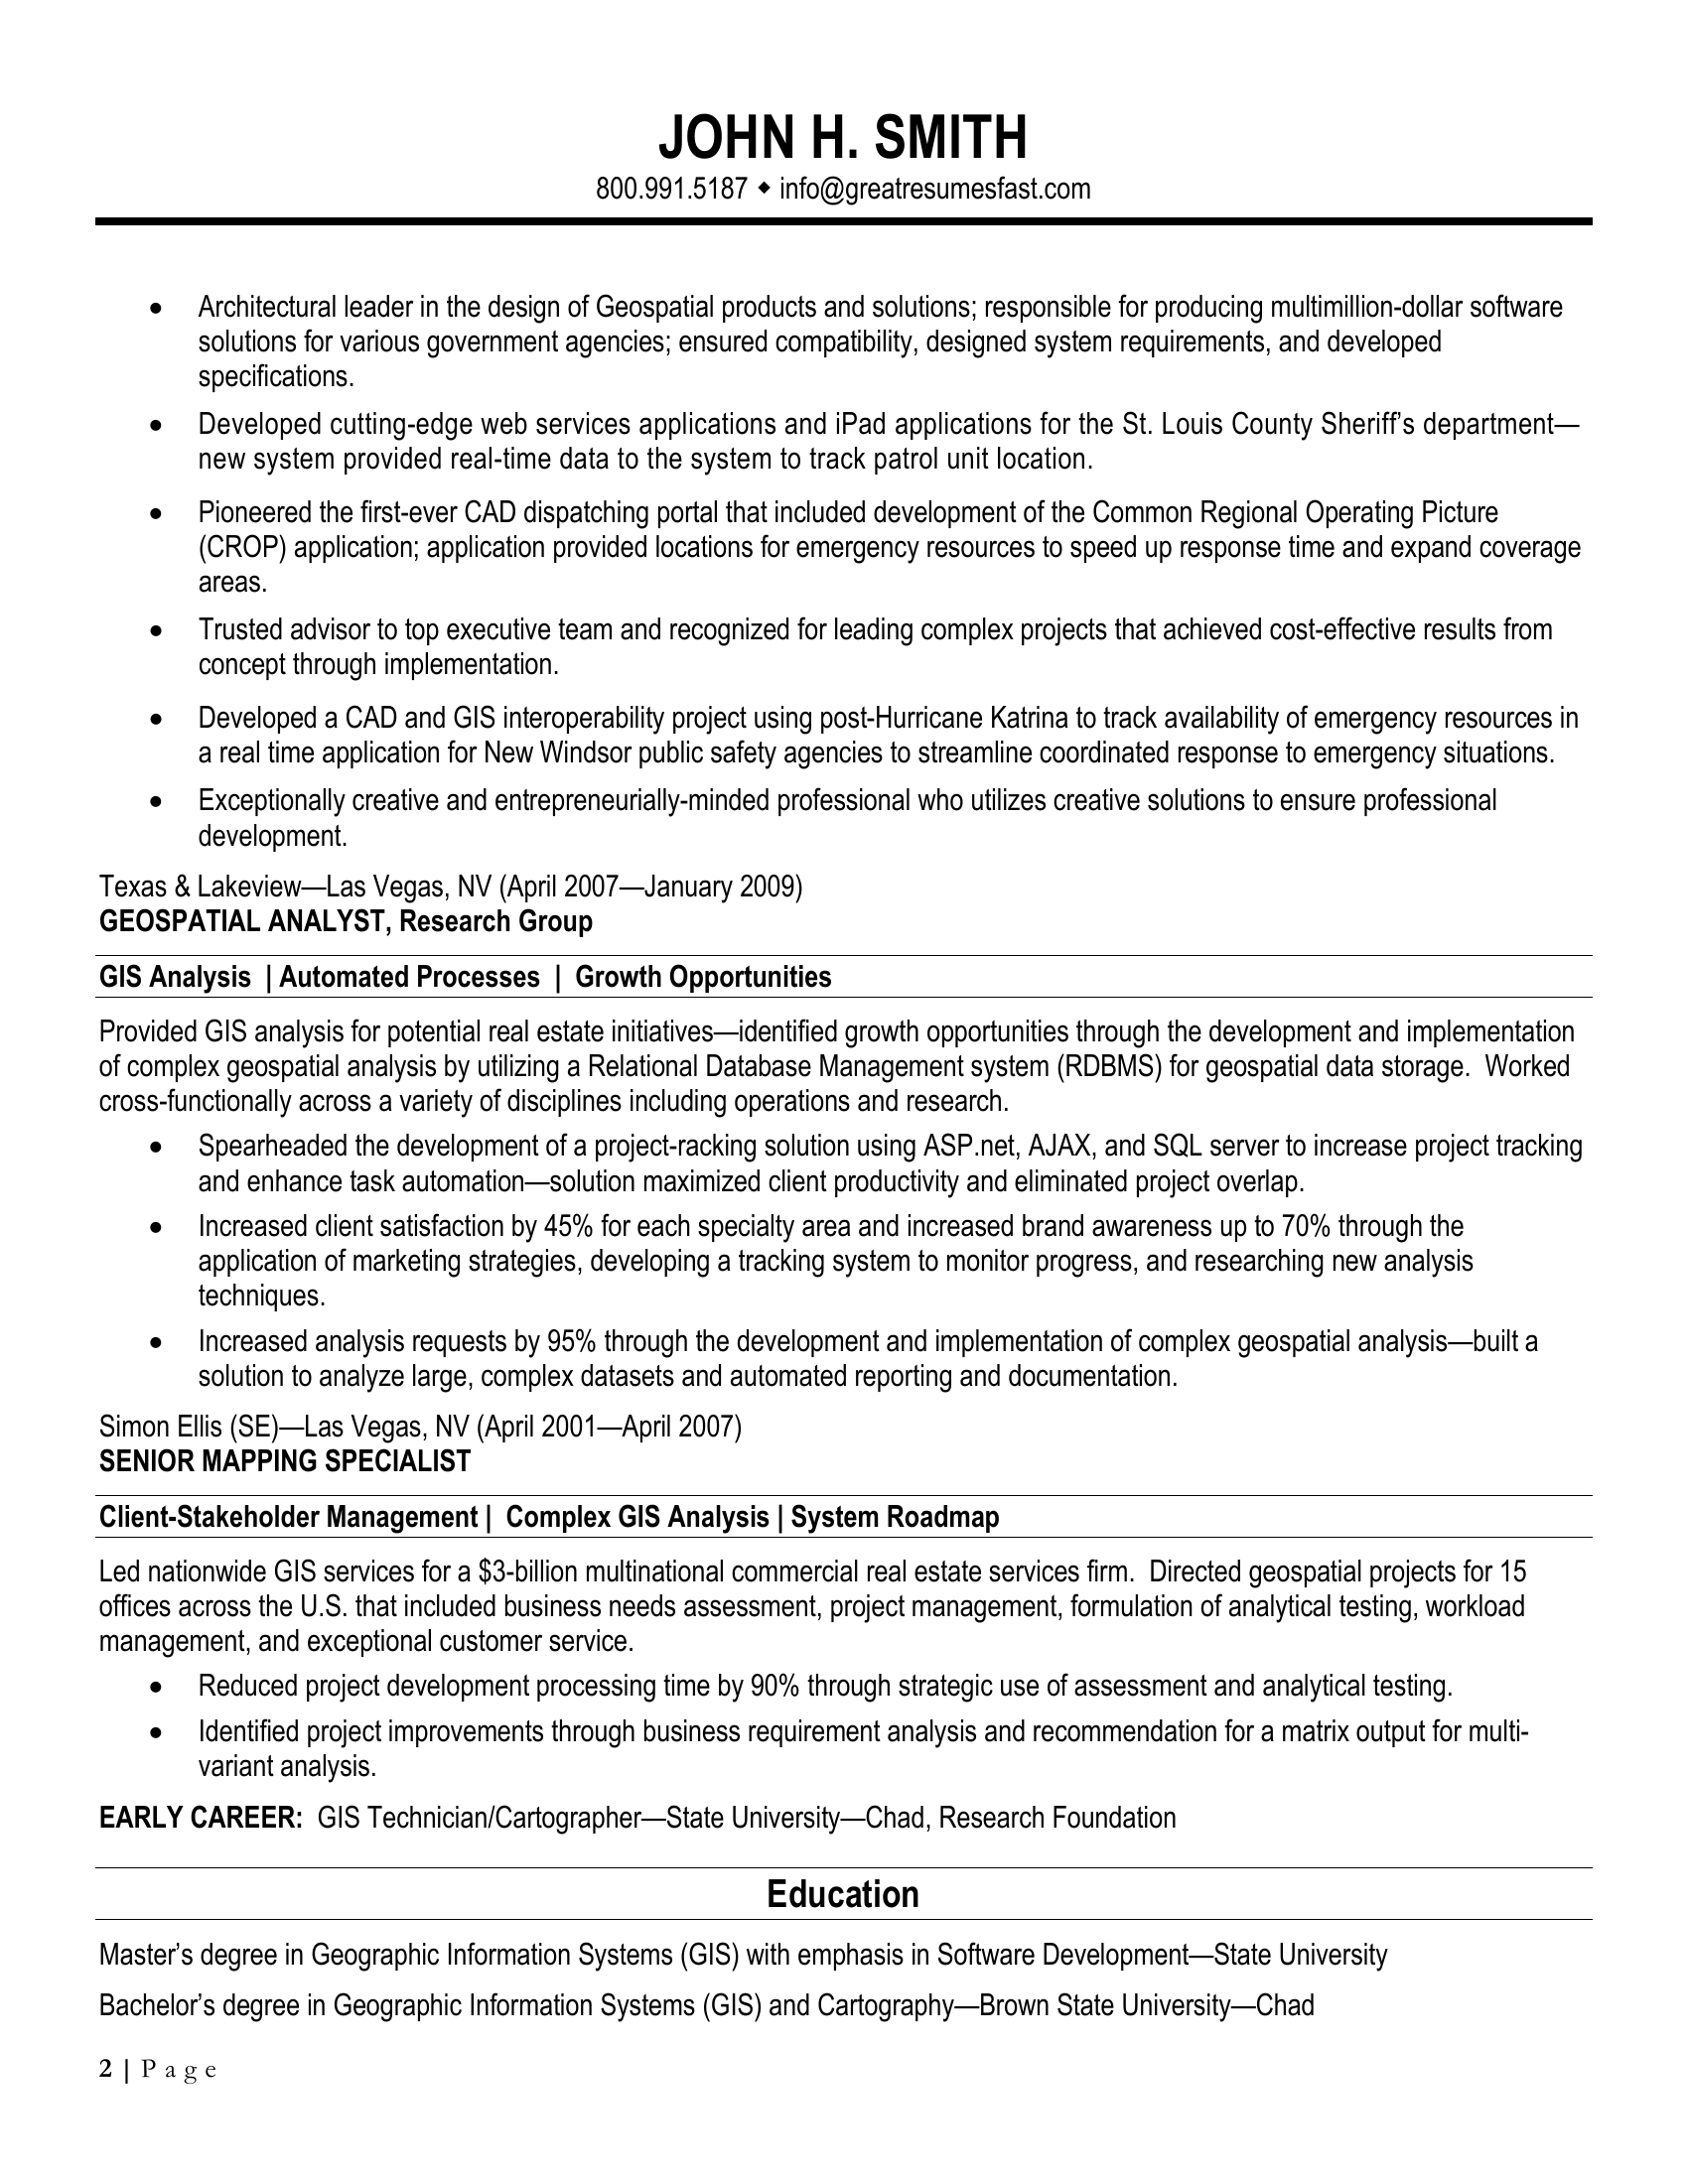 JOHN H. SMITH
800.991.5187 ◆ info@greatresumesfast.com
• Architectural leader in the design of Geospatial products and solutions; responsible for producing multimillion-dollar software
solutions for various government agencies; ensured compatibility, designed system requirements, and developed
specifications.
• Developed cutting-edge web services applications and iPad applications for the St. Louis County Sheriff’s department—
new system provided real-time data to the system to track patrol unit location.
• Pioneered the first-ever CAD dispatching portal that included development of the Common Regional Operating Picture
(CROP) application; application provided locations for emergency resources to speed up response time and expand coverage
areas.
• Trusted advisor to top executive team and recognized for leading complex projects that achieved cost-effective results from
concept through implementation.
• Developed a CAD and GIS interoperability project using post-Hurricane Katrina to track availability of emergency resources in
a real time application for New Windsor public safety agencies to streamline coordinated response to emergency situations.
• Exceptionally creative and entrepreneurially-minded professional who utilizes creative solutions to ensure professional
development.
Texas & Lakeview—Las Vegas, NV (April 2007—January 2009)
GEOSPATIAL ANALYST, Research Group
GIS Analysis | Automated Processes | Growth Opportunities
Provided GIS analysis for potential real estate initiatives—identified growth opportunities through the development and implementation
of complex geospatial analysis by utilizing a Relational Database Management system (RDBMS) for geospatial data storage. Worked
cross-functionally across a variety of disciplines including operations and research.
• Spearheaded the development of a project-racking solution using ASP.net, AJAX, and SQL server to increase project tracking
and enhance task automation—solution maximized client productivity and eliminated project overlap.
• Increased client satisfaction by 45% for each specialty area and increased brand awareness up to 70% through the
application of marketing strategies, developing a tracking system to monitor progress, and researching new analysis
techniques.
• Increased analysis requests by 95% through the development and implementation of complex geospatial analysis—built a
solution to analyze large, complex datasets and automated reporting and documentation.
Simon Ellis (SE)—Las Vegas, NV (April 2001—April 2007)
SENIOR MAPPING SPECIALIST
Client-Stakeholder Management | Complex GIS Analysis | System Roadmap
Led nationwide GIS services for a $3-billion multinational commercial real estate services firm. Directed geospatial projects for 15
offices across the U.S. that included business needs assessment, project management, formulation of analytical testing, workload
management, and exceptional customer service.
• Reduced project development processing time by 90% through strategic use of assessment and analytical testing.
• Identified project improvements through business requirement analysis and recommendation for a matrix output for multi-
variant analysis.
EARLY CAREER: GIS Technician/Cartographer—State University—Chad, Research Foundation
Education
Master’s degree in Geographic Information Systems (GIS) with emphasis in Software Development—State University
Bachelor’s degree in Geographic Information Systems (GIS) and Cartography—Brown State University—Chad
2 | Page